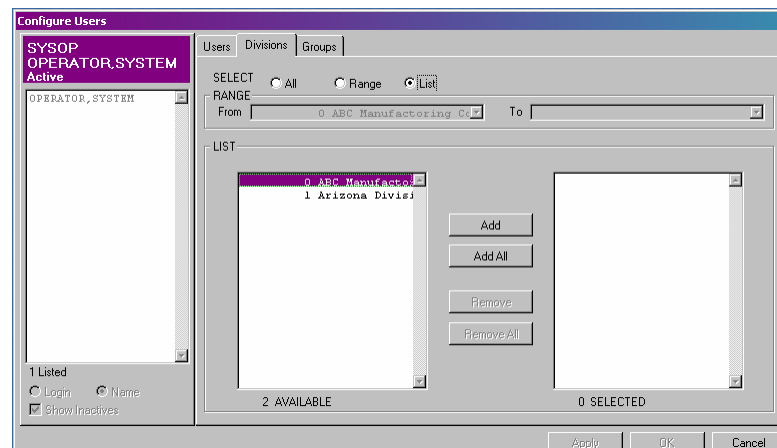 Configure Users
SYSOP
OPERATOR,SYSTEM
Active
OPERATOR,SYSTEM
1 Listed
Login Name
Show Inactives
Users Divisions Groups
SELECT All Range List
RANGE
From 0 ABC Manufactoring Co To
LIST
0 ABC Manufactor
1 Arizona Divisi
Add
Add All
Remove
Remove All
2 AVAILABLE
0 SELECTED
Apply OK Cancel